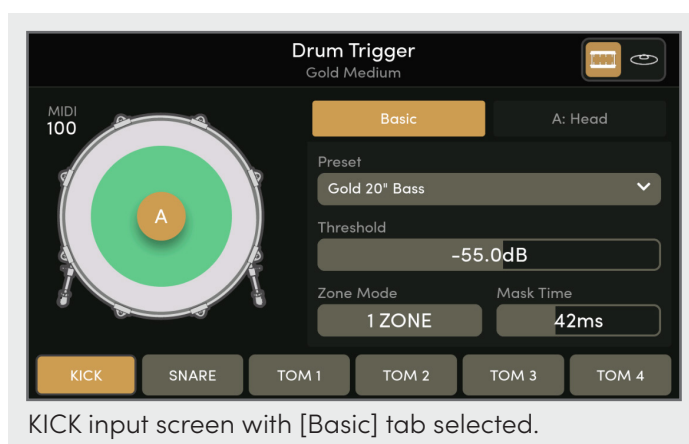 Drum Trigger
Gold Medium
MIDI
100
A
Basic
A: Head
Preset
Gold 20" Bass
Threshold
-55.0dB
Zone Mode
Mask Time
1 ZONE
42ms
KICK
SNARE
TOM 1
TOM 2
TOM 3
TOM 4
KICK input screen with [Basic] tab selected.